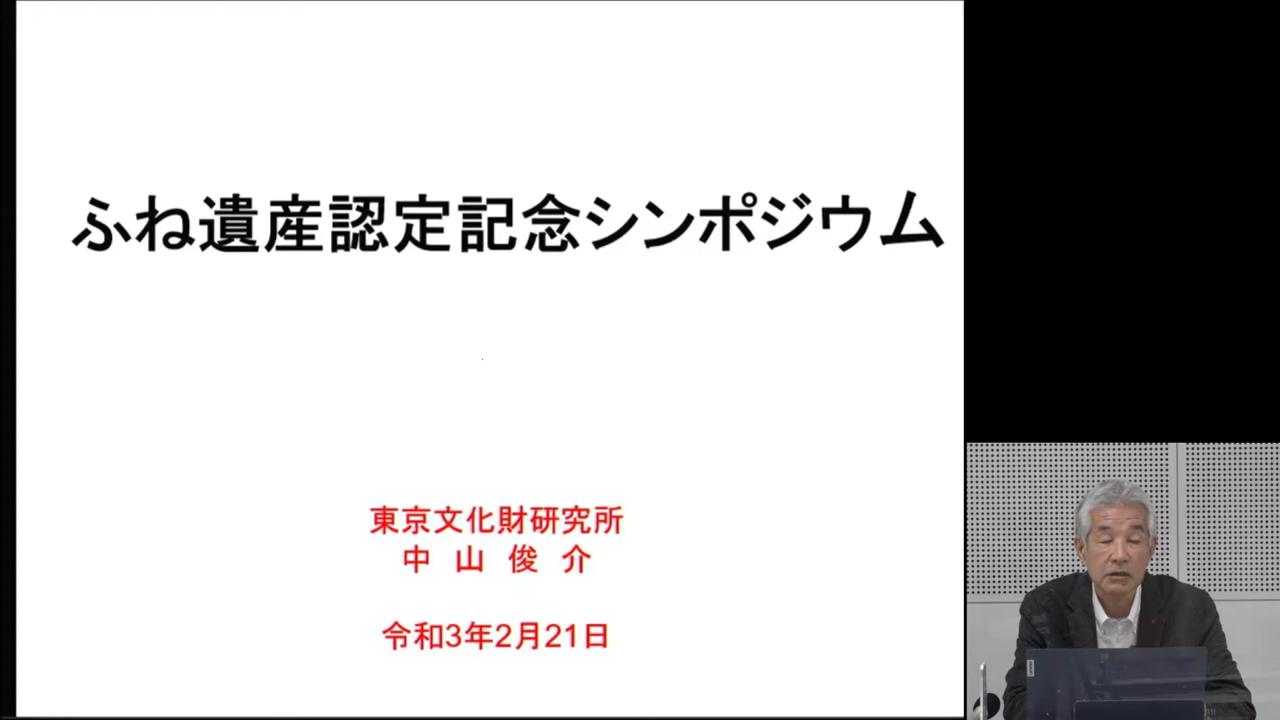 ふね遺産認定記念シンポジウム
東京文化財研究所
中 山 俊 介
令和3年2月21日